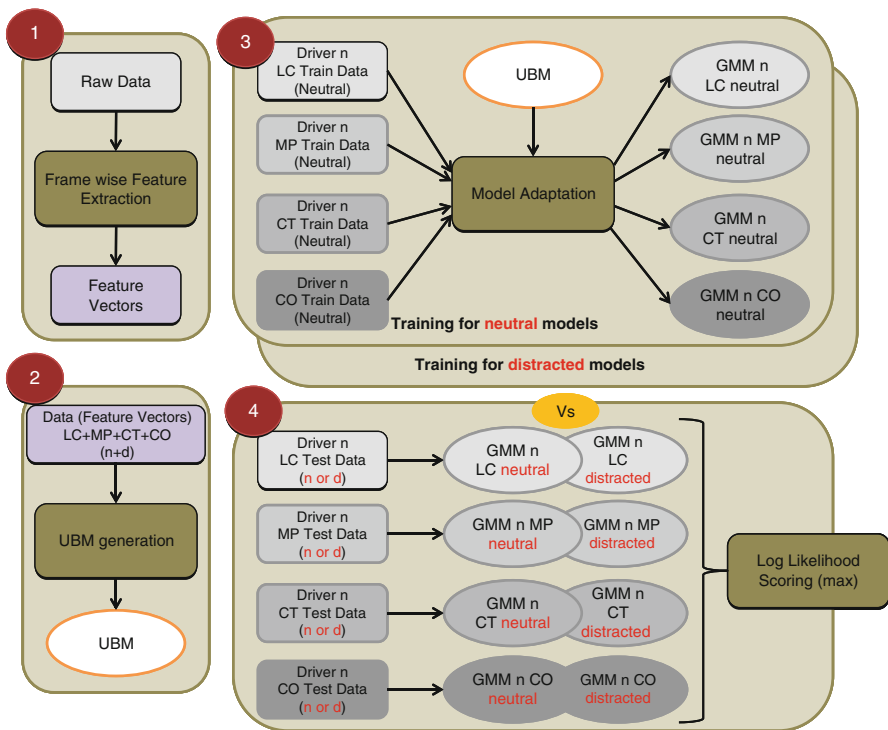 1
Raw Data
Frame wise Feature
Extraction
Feature
Vectors
2
Data (Feature Vectors)
LC+MP+CT+CO
(n+d)
UBM generation
UBM
3
Driver n
LC Train Data
(Neutral)
Driver n
MP Train Data
(Neutral)
Driver n
CT Train Data
(Neutral)
Driver n
CO Train Data
(Neutral)
UBM
Model Adaptation
GMM n
LC neutral
GMM n MP
neutral
GMM n
CT neutral
GMM n CO
neutral
Training for neutral models
Training for distracted models
4
Vs
Driver n
LC Test Data
(n or d)
GMM n
LC neutral
GMM n
LC
distracted
Driver n
MP Test Data
(n or d)
GMM n MP
neutral
GMM n MP
distracted
Driver n
CT Test Data
(n or d)
GMM n
CT neutral
GMM n
CT
distracted
Driver n
CO Test Data
(n or d)
GMM n CO
neutral
GMM n CO
distracted
Log Likelihood
Scoring (max)